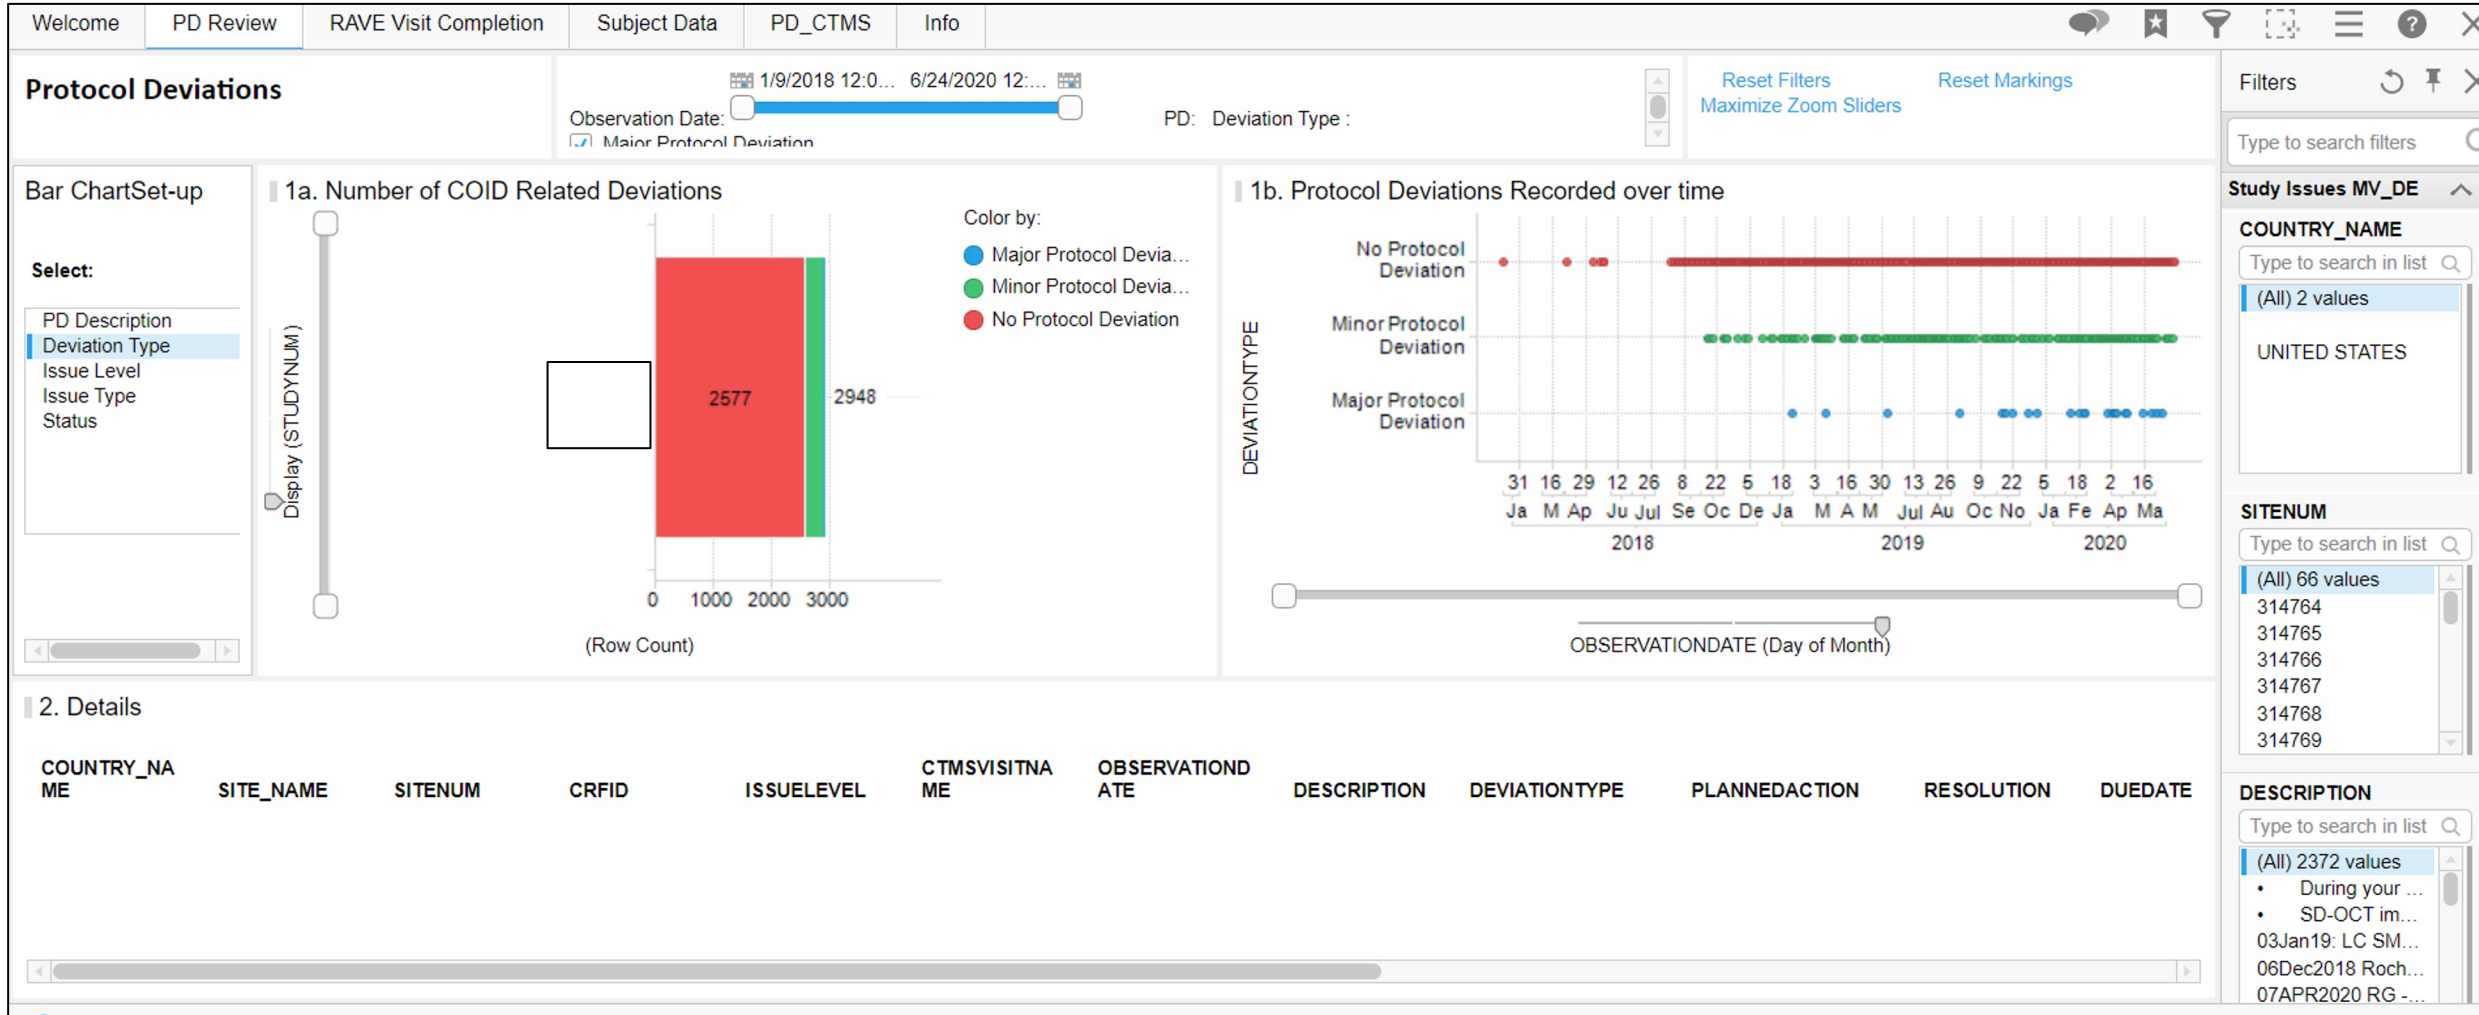 Welcome
PD Review
RAVE Visit Completion
Subject Data
PD_CTMS
Info
Protocol Deviations
1/9/2018 12:0...
6/24/2020 12:...
Observation Date:
Major Protocol Deviation
PD: Deviation Type :
Reset Filters
Reset Markings
Maximize Zoom Sliders
Bar ChartSet-up
Select:
PD Description
Deviation Type
Issue Level
Issue Type
Status
1a. Number of COID Related Deviations
Display (STUDYNUM)
2577
2948
0 1000 2000 3000
(Row Count)
Color by:
Major Protocol Devia...
Minor Protocol Devia...
No Protocol Deviation
1b. Protocol Deviations Recorded over time
DEVIATIONTYPE
No Protocol
Deviation
Minor Protocol
Deviation
Major Protocol
Deviation
31 16 29 12 26 8 22 5 18 3 16 30 13 26 9 22 5 18 2 16
Ja M Ap Ju Jul Se Oc De Ja M A M Jul Au Oc No Ja Fe Ap Ma
2018 2019 2020
OBSERVATIONDATE (Day of Month)
2. Details
COUNTRY_NA
ME
SITE_NAME
SITENUM
CRFID
ISSUELEVEL
CTMSVISITNA
ME
OBSERVATIOND
ATE
DESCRIPTION
DEVIATIONTYPE
PLANNEDACTION
RESOLUTION
DUEDATE
Filters
Type to search filters
Study Issues MV_DE
COUNTRY_NAME
Type to search in list
(All) 2 values
UNITED STATES
SITENUM
Type to search in list
(All) 66 values
314764
314765
314766
314767
314768
314769
DESCRIPTION
Type to search in list
(All) 2372 values
• During your ...
• SD-OCT im...
03Jan19: LC SM...
06Dec2018 Roch...
07APR2020 RG -...